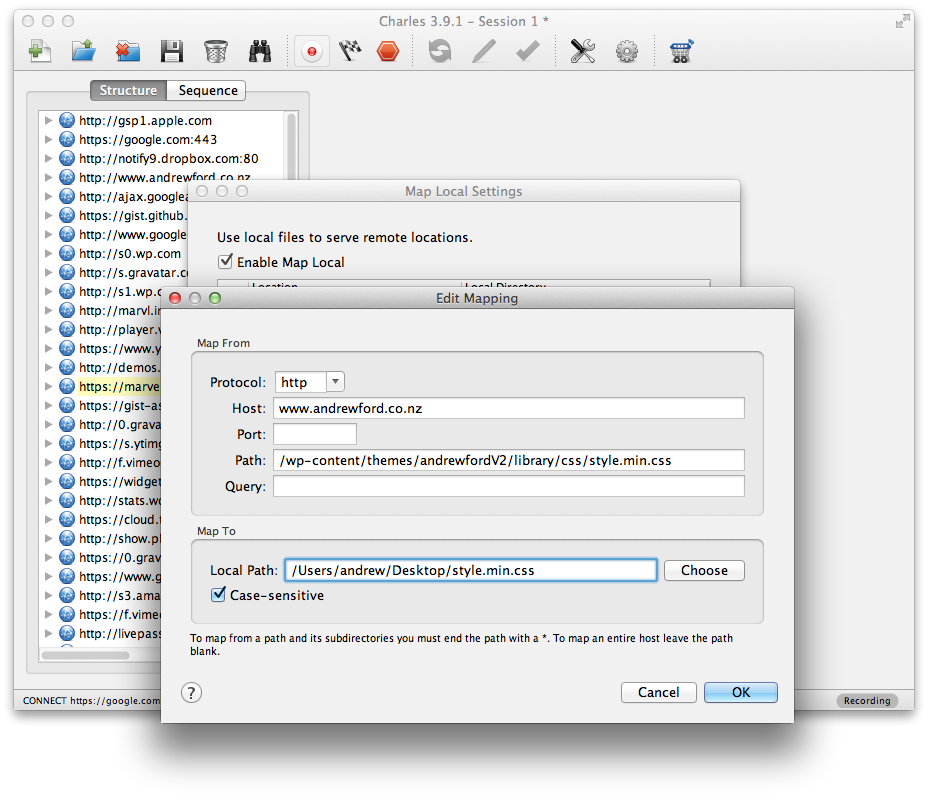 Charles 3.9.1 - Session 1 *
Structure
Sequence
http://gsp1.apple.com
https://google.com:443
http://notify9.dropbox.com:80
http://www.andrewford.co.nz
http://ajax.googlea
https://gist.github.
http://www.google
http://s0.wp.com
http://s.gravatar.co
http://s1.wp.c
http://marvl.in
http://player.v
https://www.y
http://demos.
https://marve
https://gist-as
http://0.grava
https://s.ytimg
http://f.vimeo
https://widget
http://stats.wo
https://cloud.t
http://show.pl
https://0.grav
https://www.g
http://s3.ama
https://f.vimeo
http://livepass
CONNECT https://google.com
Recording
Map Local Settings
Use local files to serve remote locations.
Enable Map Local
Location
Local Directory
Edit Mapping
Map From
Protocol: http
Host: www.andrewford.co.nz
Port:
Path: /wp-content/themes/andrewfordV2/library/css/style.min.css
Query:
Map To
Local Path: /Users/andrew/Desktop/style.min.css
Choose
Case-sensitive
To map from a path and its subdirectories you must end the path with a *. To map an entire host leave the path
blank.
?
Cancel
OK